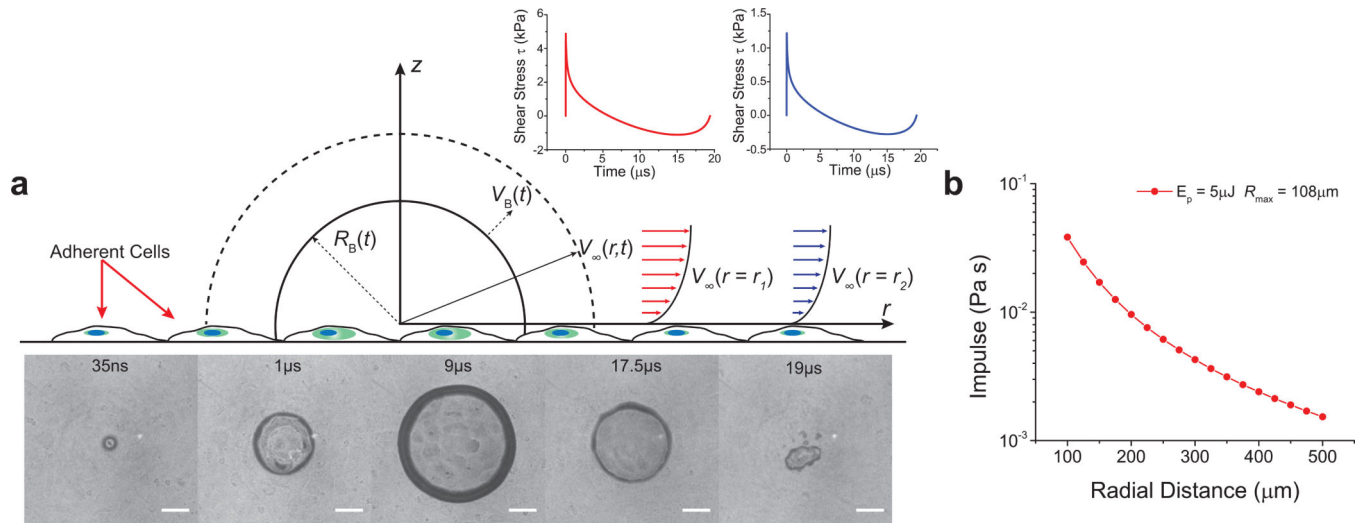 a
Adherent Cells
z
r
R_B(t)
V_B(t)
V_∞(r,t)
V_∞(r = r_1)
V_∞(r = r_2)
Shear Stress τ (kPa)
6
4
2
0
-2
0 5 10 15 20
Time (μs)
Shear Stress τ (kPa)
1.5
1.0
0.5
0.0
-0.5
0 5 10 15 20
Time (μs)
35ns 1μs 9μs 17.5μs 19μs
b
E_p = 5μJ R_max = 108μm
Impulse (Pa s)
10^-1
10^-2
10^-3
100 200 300 400 500
Radial Distance (μm)